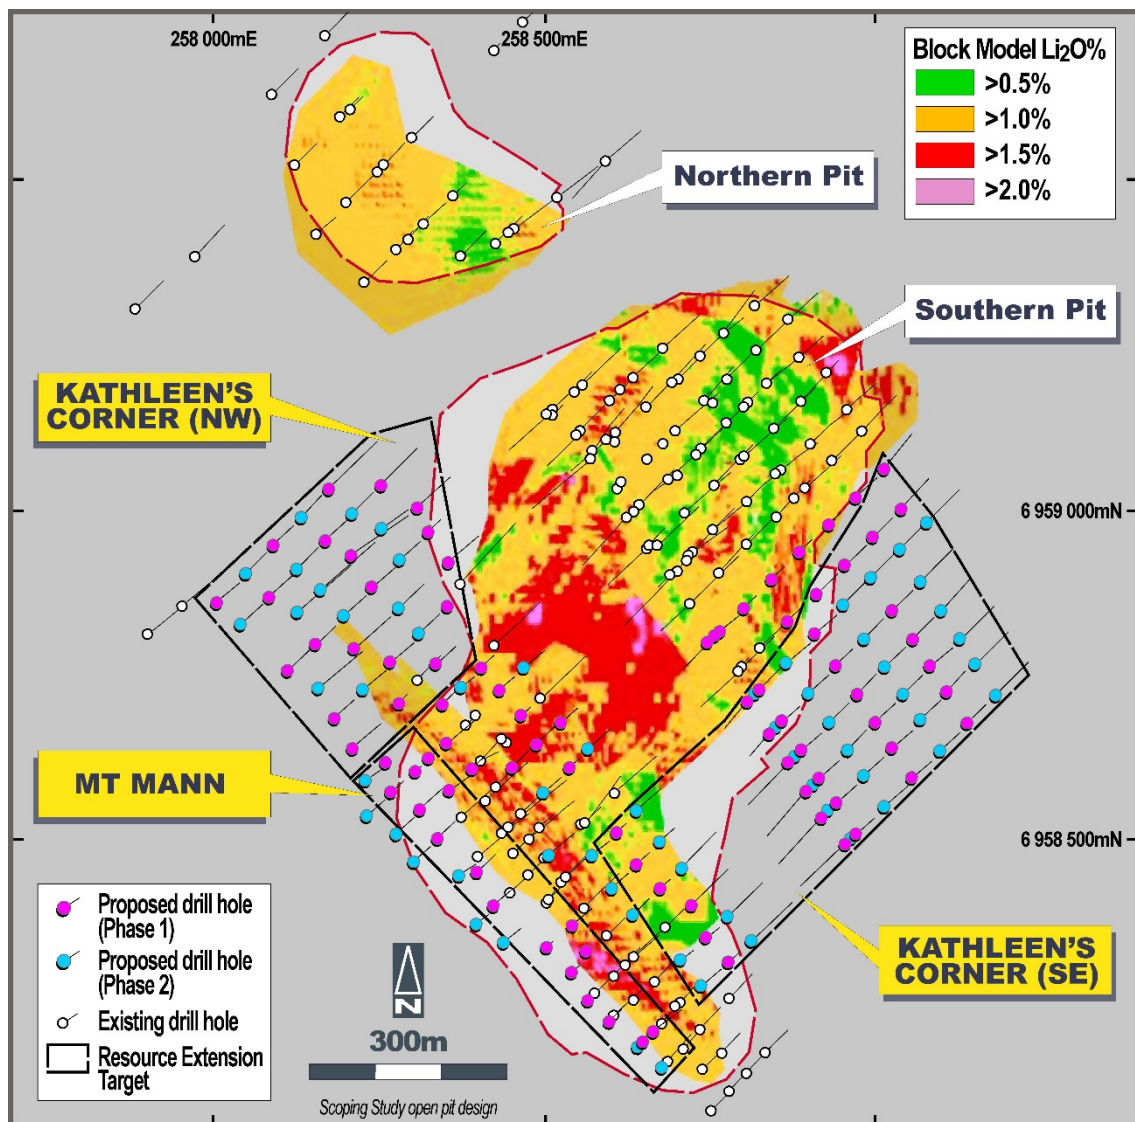 258 000mE
258 500mE
Block Model Li₂O%
>0.5%
>1.0%
>1.5%
>2.0%
Northern Pit
Southern Pit
KATHLEEN'S
CORNER (NW)
6 959 000mN
MT MANN
6 958 500mN
Proposed drill hole
(Phase 1)
Proposed drill hole
(Phase 2)
Existing drill hole
Resource Extension
Target
N
300m
Scoping Study open pit design
KATHLEEN'S
CORNER (SE)